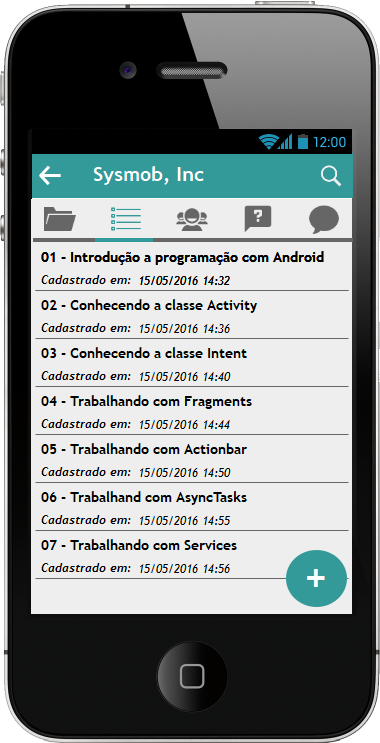 12:00
Sysmob, Inc
01 - Introdução a programação com Android
Cadastrado em: 15/05/2016 14:32
02 - Conhecendo a classe Activity
Cadastrado em: 15/05/2016 14:36
03 - Conhecendo a classe Intent
Cadastrado em: 15/05/2016 14:40
04 - Trabalhando com Fragments
Cadastrado em: 15/05/2016 14:44
05 - Trabalhando com Actionbar
Cadastrado em: 15/05/2016 14:50
06 - Trabalhand com AsyncTasks
Cadastrado em: 15/05/2016 14:55
07 - Trabalhando com Services
Cadastrado em: 15/05/2016 14:56